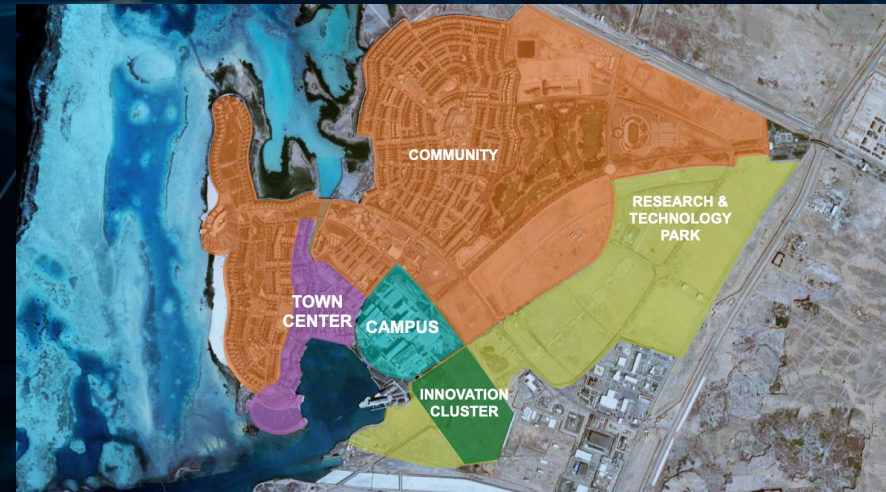 COMMUNITY
RESEARCH &
TECHNOLOGY
PARK
TOWN
CENTER
CAMPUS
INNOVATION
CLUSTER